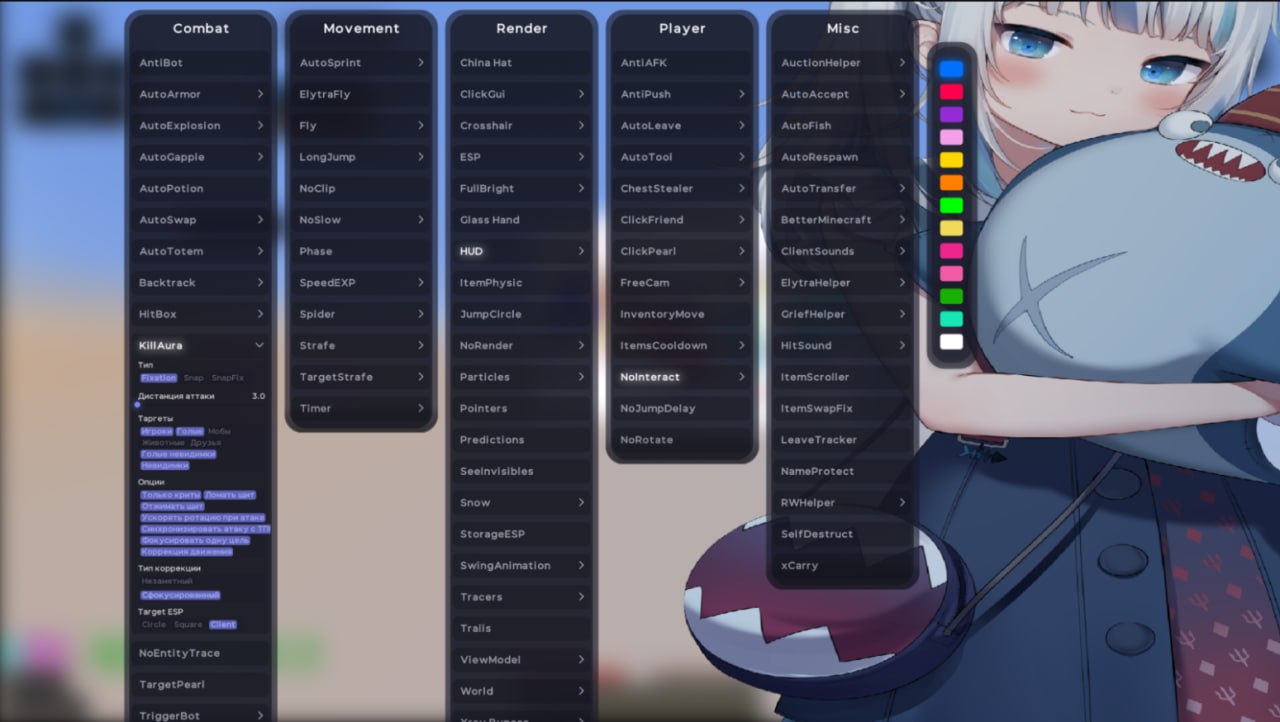 Combat
AntiBot
AutoArmor
AutoExplosion
AutoGapple
AutoPotion
AutoSwap
AutoTotem
Backtrack
HitBox
KillAura
Тип
Fixation Snap SnapFix
Дистанция аттаки 3.0
Таргеты
Игроки Голые Мобы
Животные Друзья
Голые невидимки
Невидимки
Опции
Только криты Ломать щит
Отжимать щит
Ускорять ротацию при атаке
Синхронизировать атаку с ТПС
Фокусировать одну цель
Коррекция движения
Тип коррекции
Незаметный
Сфокусированный
Target ESP
Circle Square Client
NoEntityTrace
TargetPearl
TriggerBot
Movement
AutoSprint
ElytraFly
Fly
LongJump
NoClip
NoSlow
Phase
SpeedEXP
Spider
Strafe
TargetStrafe
Timer
Render
China Hat
ClickGui
Crosshair
ESP
FullBright
Glass Hand
HUD
ItemPhysic
JumpCircle
NoRender
Particles
Pointers
Predictions
SeeInvisibles
Snow
StorageESP
SwingAnimation
Tracers
Trails
ViewModel
World
Xray Bypass
Player
AntiAFK
AntiPush
AutoLeave
AutoTool
ChestStealer
ClickFriend
ClickPearl
FreeCam
InventoryMove
ItemsCooldown
NoInteract
NoJumpDelay
NoRotate
Misc
AuctionHelper
AutoAccept
AutoFish
AutoRespawn
AutoTransfer
BetterMinecraft
ClientSounds
ElytraHelper
GriefHelper
HitSound
ItemScroller
ItemSwapFix
LeaveTracker
NameProtect
RWHelper
SelfDestruct
xCarry